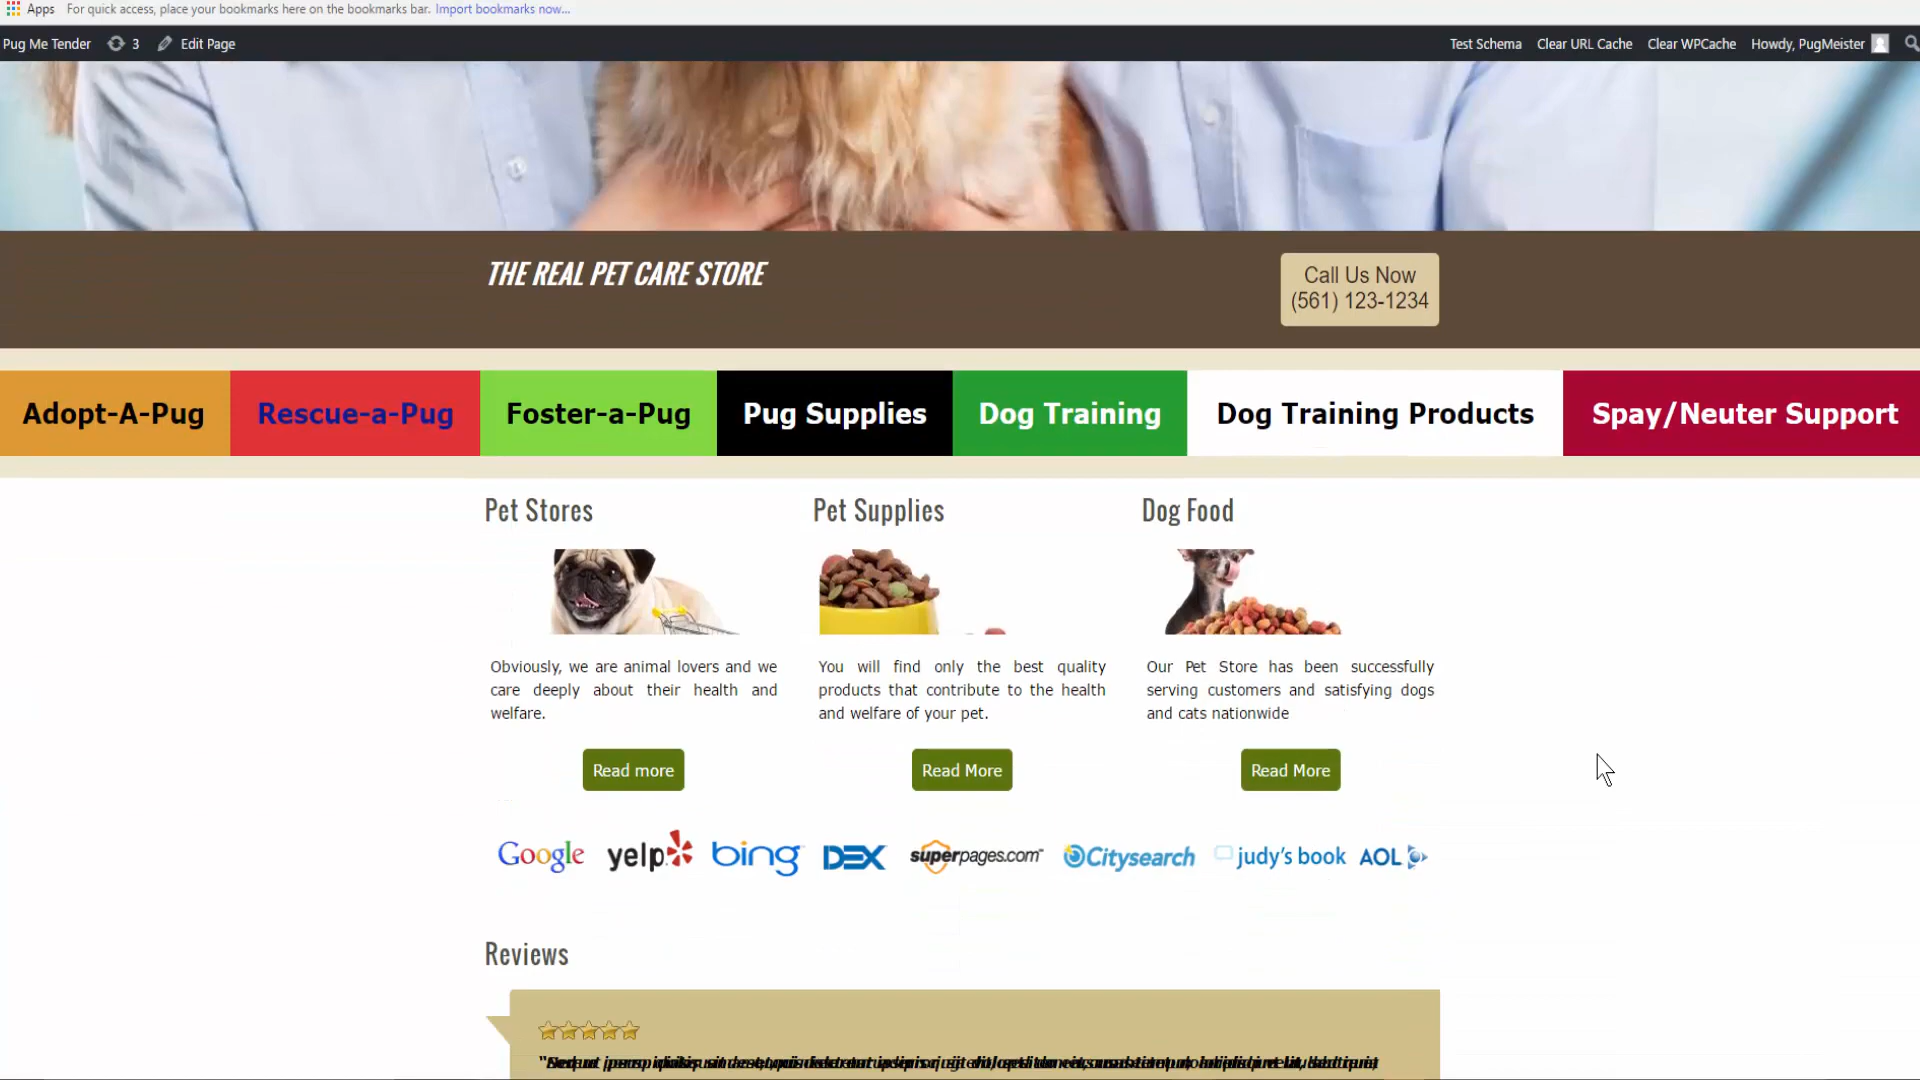 Apps For quick access, place your bookmarks here on the bookmarks bar. Import bookmarks now...
Pug Me Tender 3 Edit Page Test Schema Clear URL Cache Clear WPCache Howdy, PugMeister
THE REAL PET CARE STORE
Call Us Now
(561) 123-1234
Adopt-A-Pug Rescue-a-Pug Foster-a-Pug Pug Supplies Dog Training Dog Training Products Spay/Neuter Support
Pet Stores
Obviously, we are animal lovers and we
care deeply about their health and
welfare.
Read more
Pet Supplies
You will find only the best quality
products that contribute to the health
and welfare of your pet.
Read More
Dog Food
Our Pet Store has been successfully
serving customers and satisfying dogs
and cats nationwide
Read More
Google yelp bing DEX superpages.com Citysearch judy's book AOL
Reviews